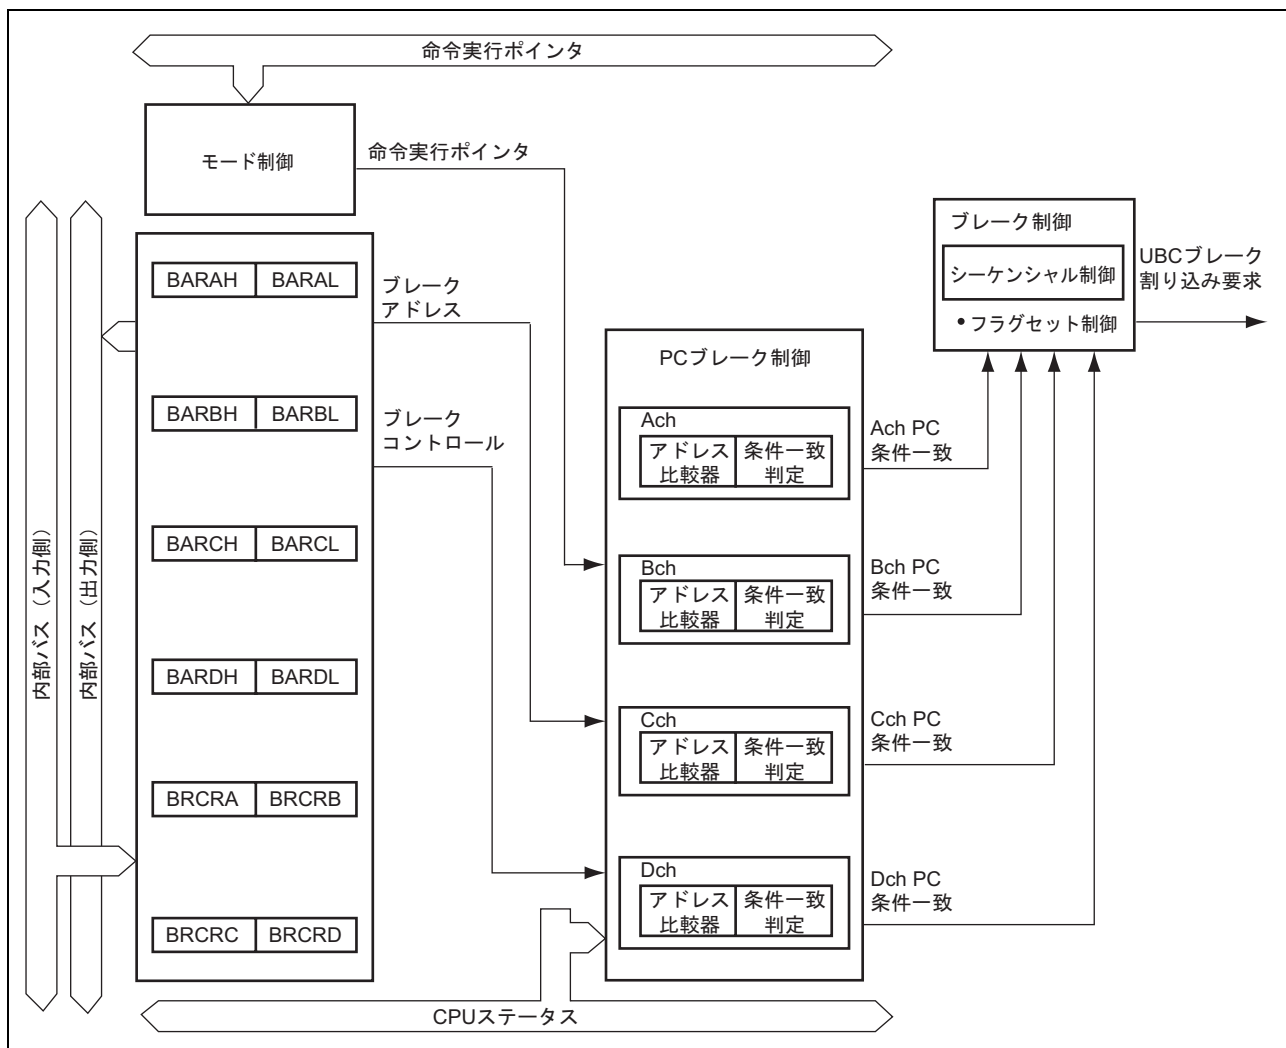 命令実行ポインタ
モード制御
命令実行ポインタ
内部バス（入力側）
内部バス（出力側）
BARAH BARAL
BARBH BARBL
BARCH BARCL
BARDH BARDL
BRCRA BRCRB
BRCRC BRCRD
ブレーク
アドレス
ブレーク
コントロール
PCブレーク制御
Ach
アドレス 条件一致
比較器 判定
Bch
アドレス 条件一致
比較器 判定
Cch
アドレス 条件一致
比較器 判定
Dch
アドレス 条件一致
比較器 判定
Ach PC
条件一致
Bch PC
条件一致
Cch PC
条件一致
Dch PC
条件一致
ブレーク制御
シーケンシャル制御
•フラグセット制御
UBCブレーク
割り込み要求
CPUステータス